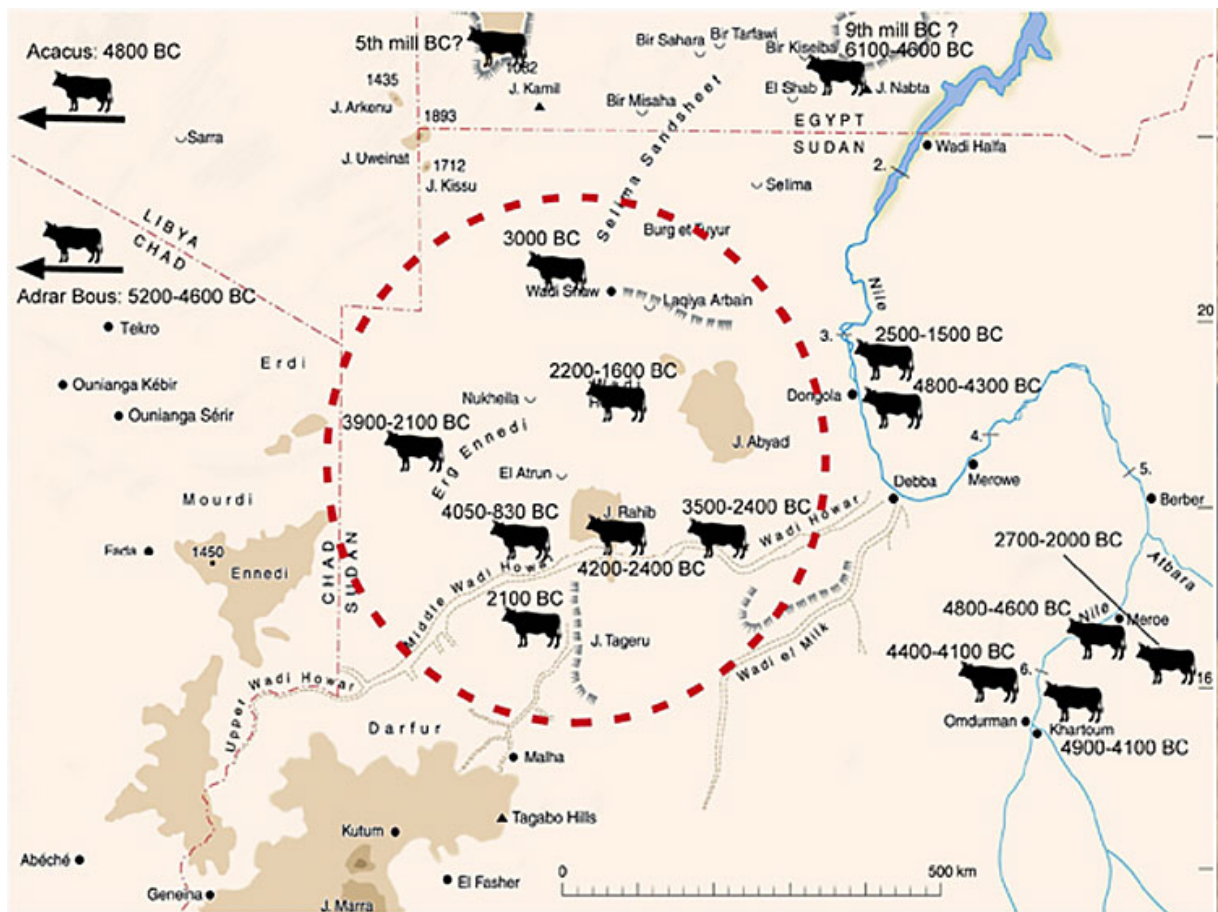 Acacus: 4800 BC
5th mill BC?
Bir Sahara
Bir Tarfawi
9th mill BC ?
Bir Kiseiba
6100-4600 BC
1082
1435
J. Kamil
El Shab
J. Nabta
J. Arkenu
Bir Misaha
1893
EGYPT
SUDAN
Sarra
Wadi Halfa
J. Uweinat
1712
J. Kissu
Selima Sandsheet
2.
Selima
LIBYA
CHAD
Burg et Tuyur
3000 BC
Adrar Bous: 5200-4600 BC
Wadi Shaw
Laqiya Arbain
Nile
Tekro
20
3.
2500-1500 BC
Erdi
2200-1600 BC
Ounianga Kébir
4800-4300 BC
Nukheila
Dongola
Ounianga Sérir
3900-2100 BC
Erg Ennedi
J. Abyad
4.
El Atrun
Merowe
5.
Mourdi
Debba
Berber
4050-830 BC
J. Rahib
3500-2400 BC
Wadi Howar
2700-2000 BC
Fada
1450
Ennedi
CHAD
SUDAN
Middle Wadi Howar
4200-2400 BC
Atbara
2100 BC
4800-4600 BC
Nile
Meroe
J. Tageru
Wadi el Milk
4400-4100 BC
6.
16
Upper Wadi Howar
Darfur
Omdurman
Khartoum
4900-4100 BC
Malha
Tagabo Hills
Kutum
Abéché
El Fasher
0
500 km
Geneina
J. Marra